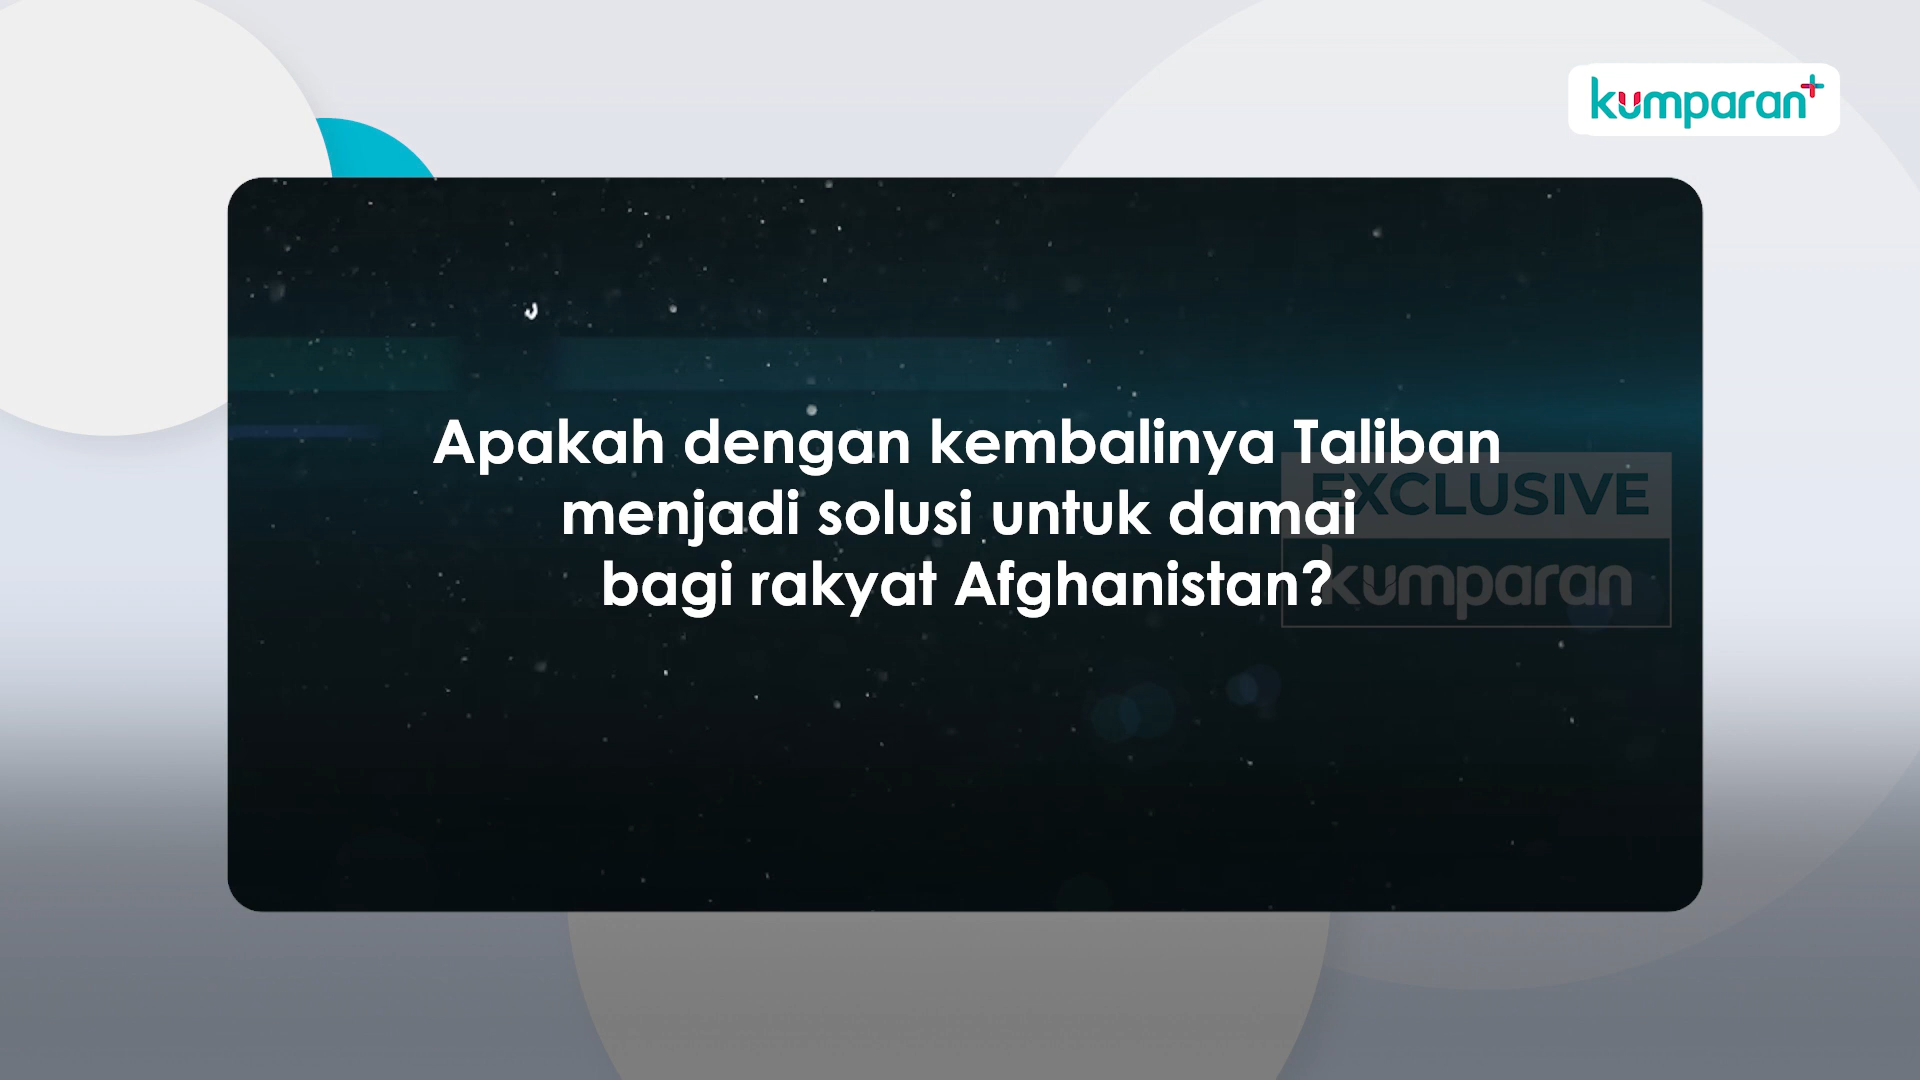 kumparan+
Apakah dengan kembalinya Taliban
menjadi solusi untuk damai
bagi rakyat Afghanistan?
EXCLUSIVE
kumparan